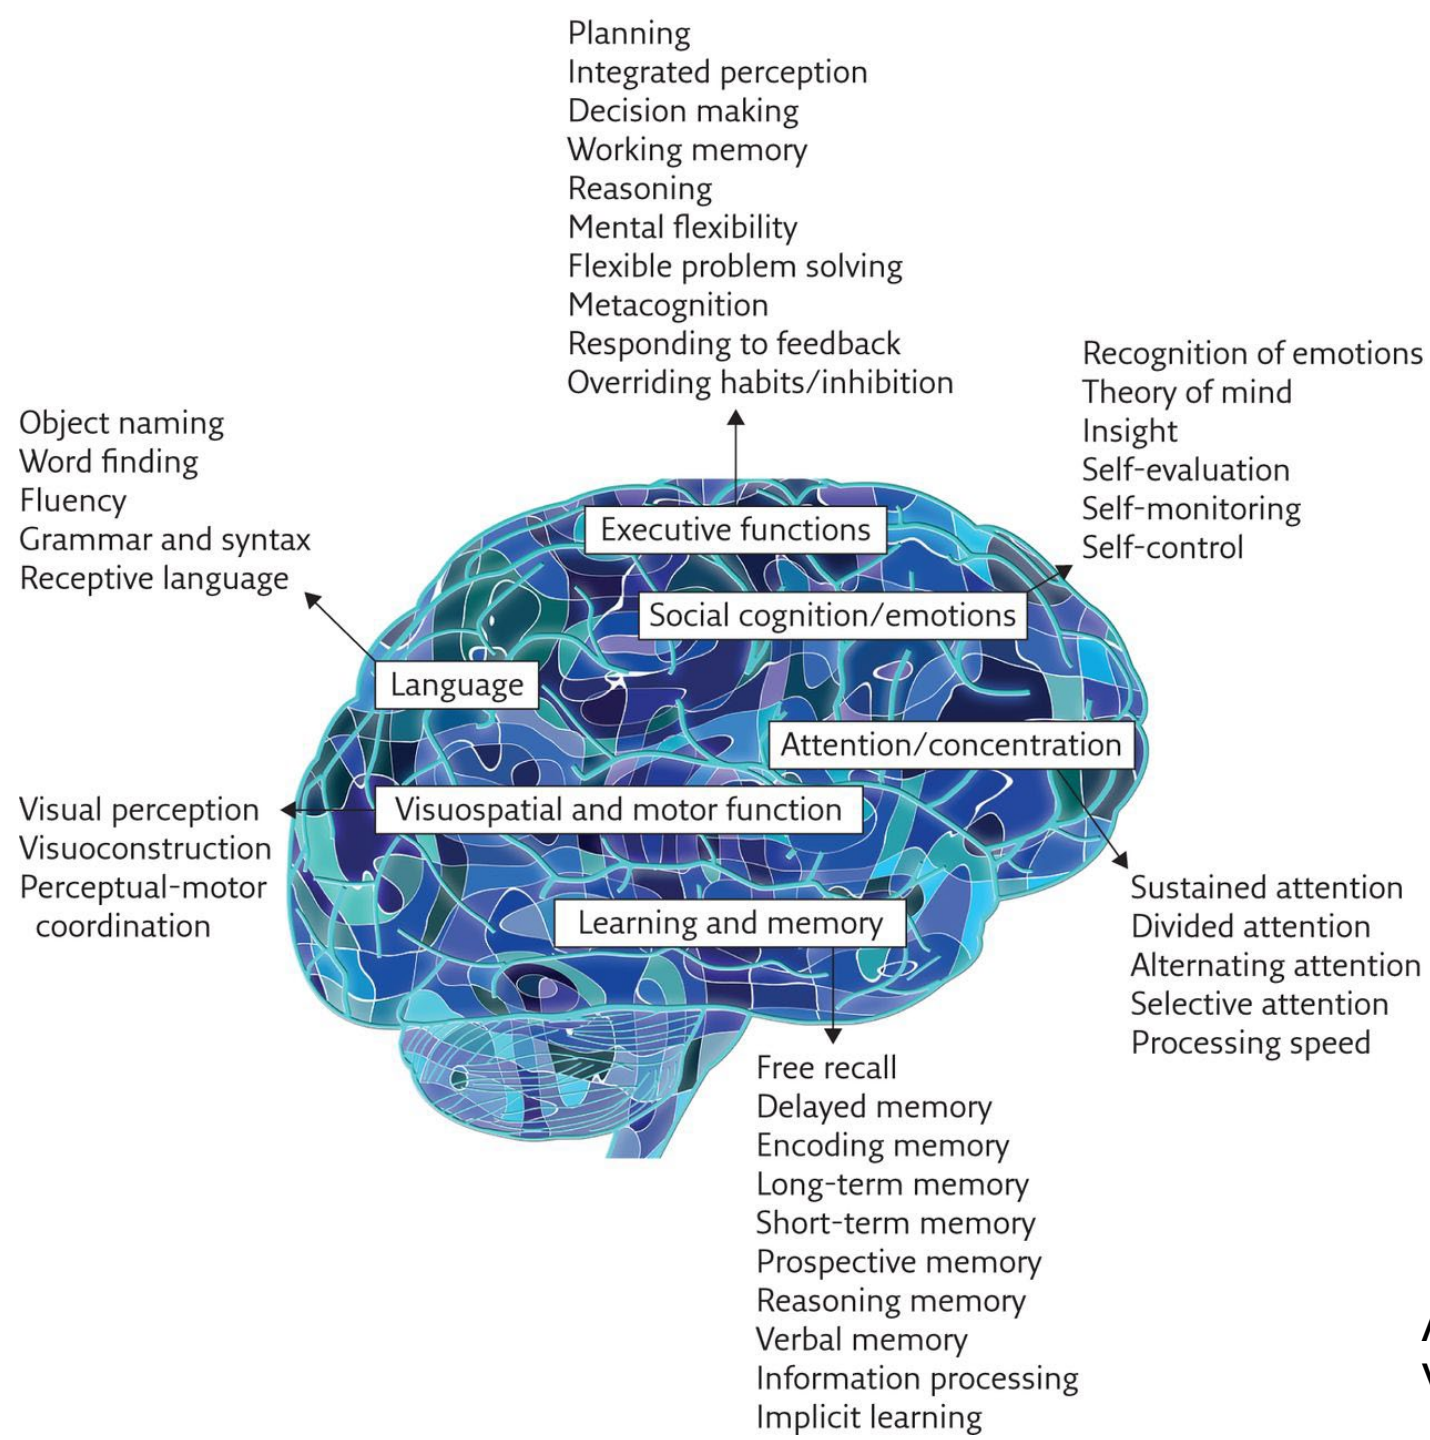 Planning
Integrated perception
Decision making
Working memory
Reasoning
Mental flexibility
Flexible problem solving
Metacognition
Responding to feedback
Overriding habits/inhibition
Recognition of emotions
Theory of mind
Insight
Self-evaluation
Self-monitoring
Self-control
Object naming
Word finding
Fluency
Grammar and syntax
Receptive language
Executive functions
Social cognition/emotions
Language
Attention/concentration
Visuospatial and motor function
Learning and memory
Visual perception
Visuoconstruction
Perceptual-motor
coordination
Sustained attention
Divided attention
Alternating attention
Selective attention
Processing speed
Free recall
Delayed memory
Encoding memory
Long-term memory
Short-term memory
Prospective memory
Reasoning memory
Verbal memory
Information processing
Implicit learning